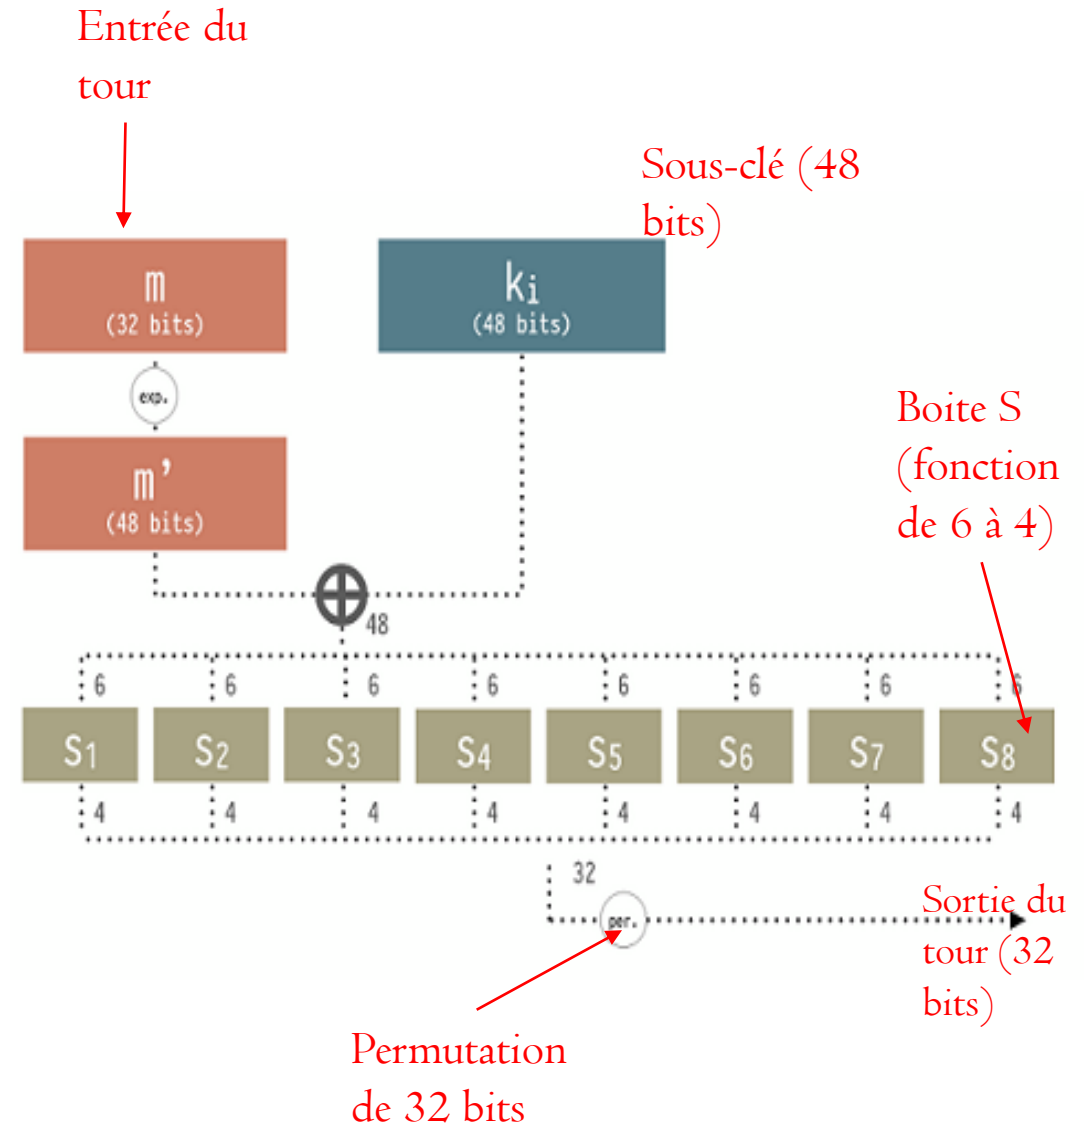 Entrée du
tour
Sous-clé (48
bits)
m
(32 bits)
ki
(48 bits)
exp.
m’
(48 bits)
Boite S
(fonction
de 6 à 4)
48
6 6 6 6 6 6 6 6
S1 S2 S3 S4 S5 S6 S7 S8
4 4 4 4 4 4 4 4
32
per.
Sortie du
tour (32
bits)
Permutation
de 32 bits